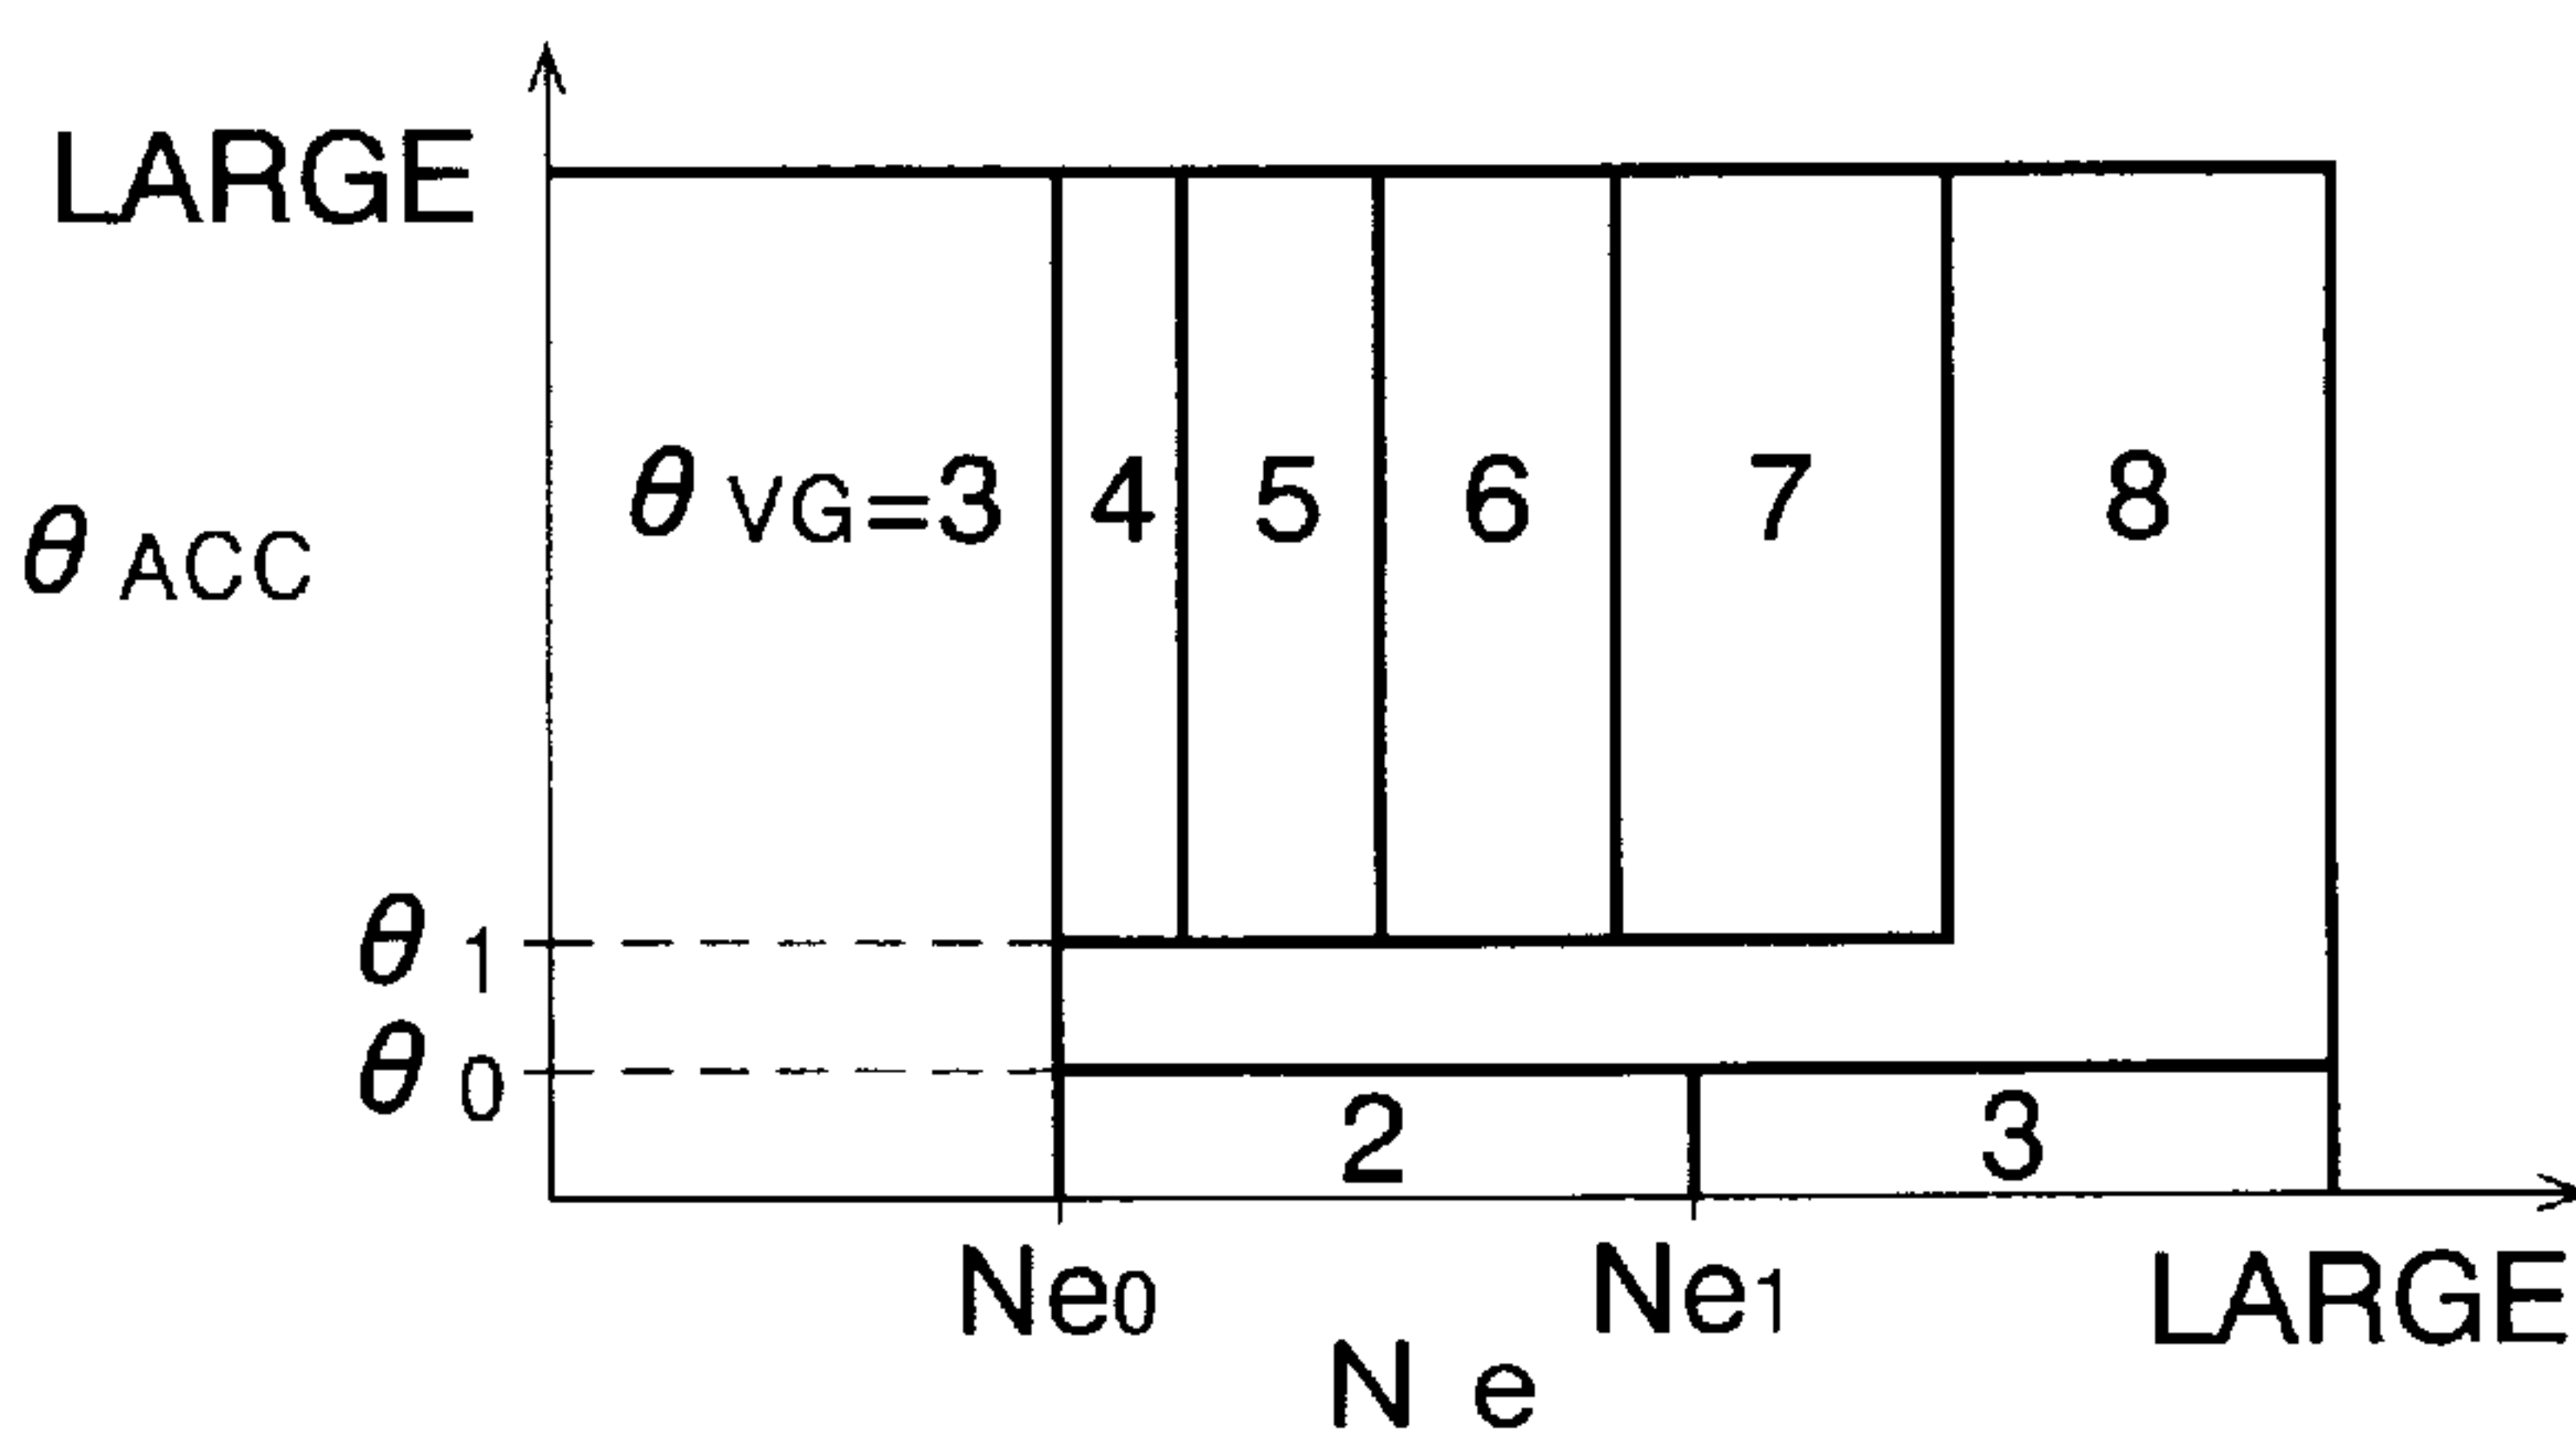 LARGE
θ ACC
θ VG=3 4 5 6 7 8
θ 1
θ 0
2 3
Ne0 Ne1 LARGE
N e